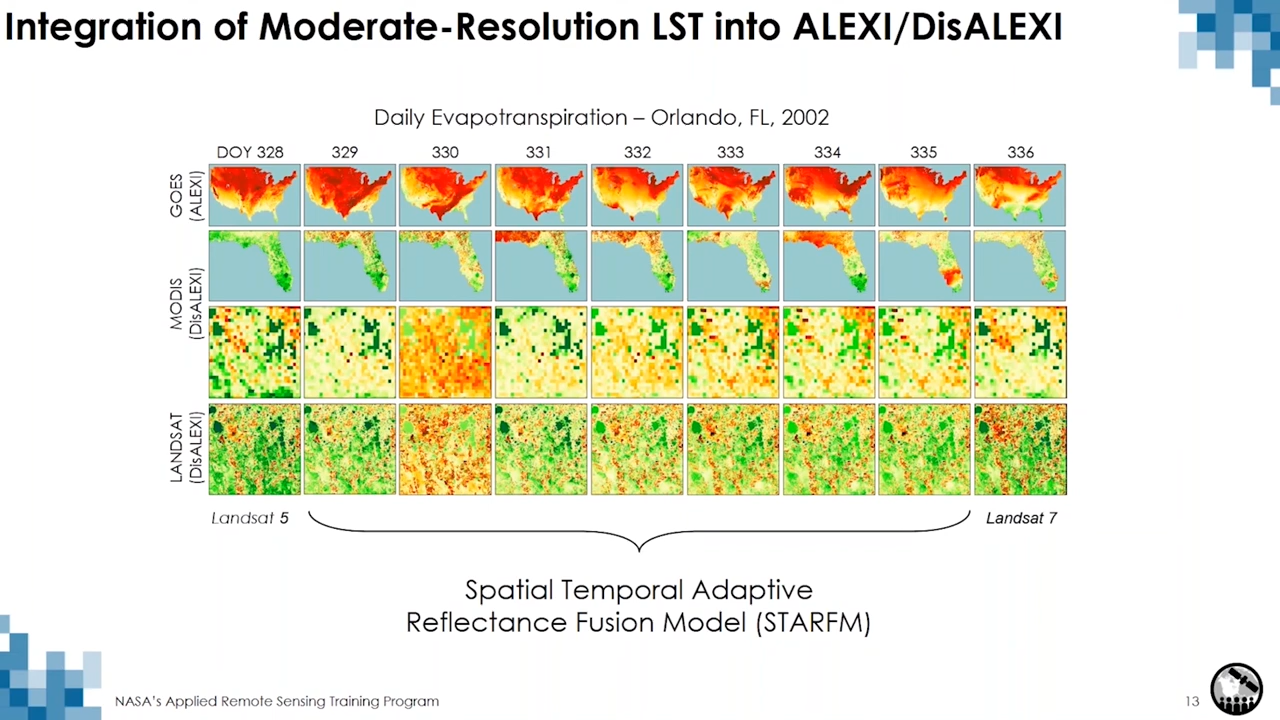 Integration of Moderate-Resolution LST into ALEXI/DisALEXI
Daily Evapotranspiration – Orlando, FL, 2002
DOY 328 329 330 331 332 333 334 335 336
GOES
(ALEXI)
MODIS
(DisALEXI)
LANDSAT
(DisALEXI)
Landsat 5
Landsat 7
Spatial Temporal Adaptive
Reflectance Fusion Model (STARFM)
NASA's Applied Remote Sensing Training Program
13